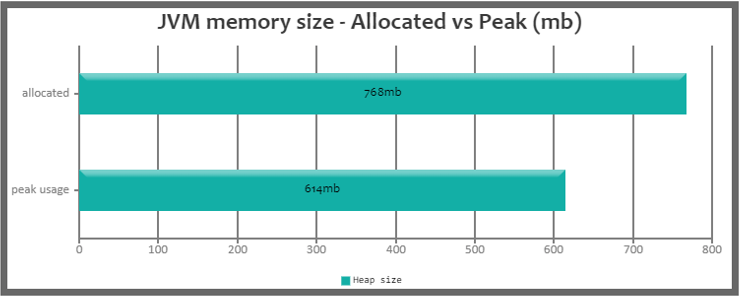 JVM memory size - Allocated vs Peak (mb)
allocated
768mb
peak usage
614mb
0 100 200 300 400 500 600 700 800
Heap size